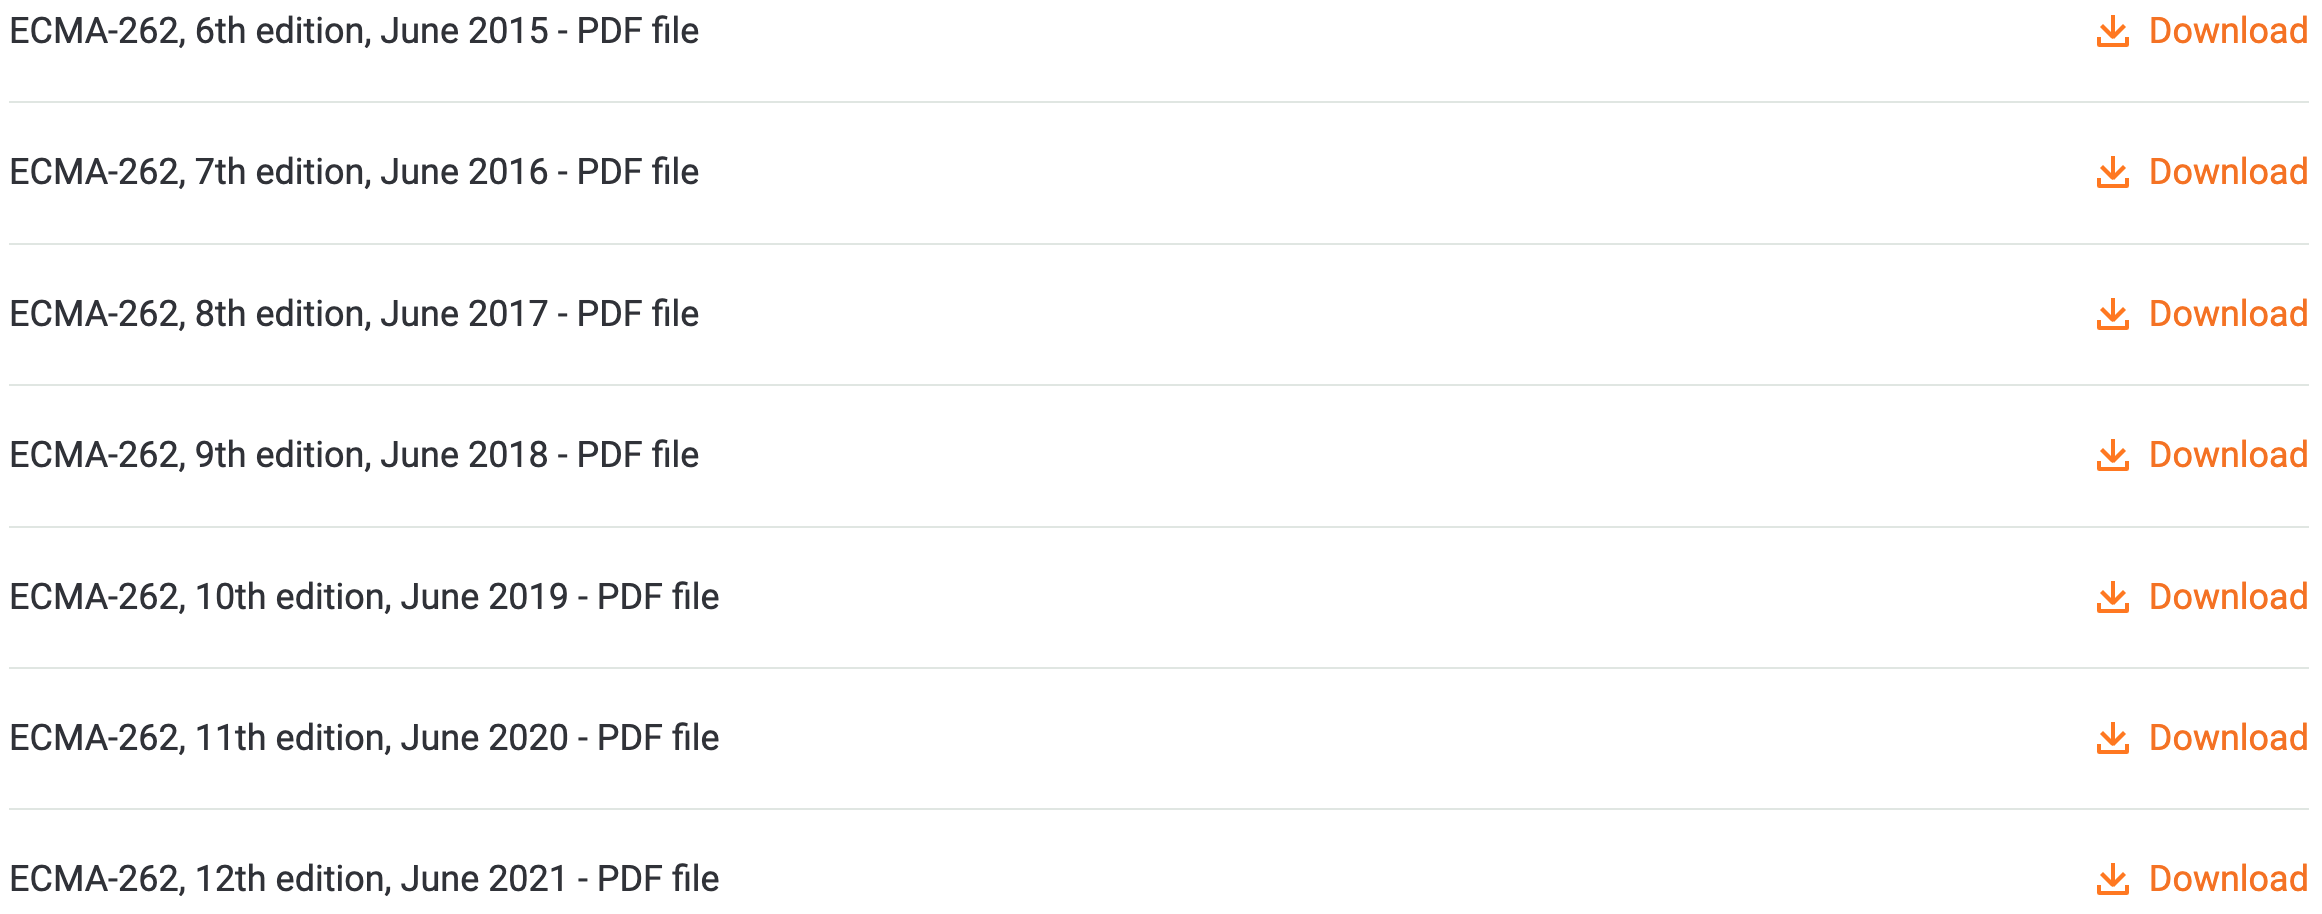 ECMA-262, 6th edition, June 2015 - PDF file Download
ECMA-262, 7th edition, June 2016 - PDF file Download
ECMA-262, 8th edition, June 2017 - PDF file Download
ECMA-262, 9th edition, June 2018 - PDF file Download
ECMA-262, 10th edition, June 2019 - PDF file Download
ECMA-262, 11th edition, June 2020 - PDF file Download
ECMA-262, 12th edition, June 2021 - PDF file Download